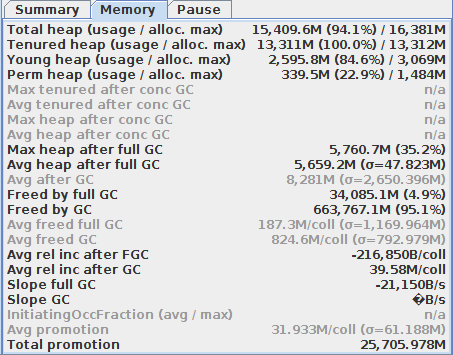 Summary Memory Pause
Total heap (usage / alloc. max) 15,409.6M (94.1%) / 16,381M
Tenured heap (usage / alloc. max) 13,311M (100.0%) / 13,312M
Young heap (usage / alloc. max) 2,595.8M (84.6%) / 3,069M
Perm heap (usage / alloc. max) 339.5M (22.9%) / 1,484M
Max tenured after conc GC n/a
Avg tenured after conc GC n/a
Max heap after conc GC n/a
Avg heap after conc GC n/a
Max heap after full GC 5,760.7M (35.2%)
Avg heap after full GC 5,659.2M (σ=47.823M)
Avg after GC 8,281M (σ=2,650.396M)
Freed by full GC 34,085.1M (4.9%)
Freed by GC 663,767.1M (95.1%)
Avg freed full GC 187.3M/coll (σ=1,169.964M)
Avg freed GC 824.6M/coll (σ=792.979M)
Avg rel inc after FGC -216,850B/coll
Avg rel inc after GC 39.58M/coll
Slope full GC -21,150B/s
Slope GC �B/s
InitiatingOccFraction (avg / max) n/a
Avg promotion 31.933M/coll (σ=61.188M)
Total promotion 25,705.978M